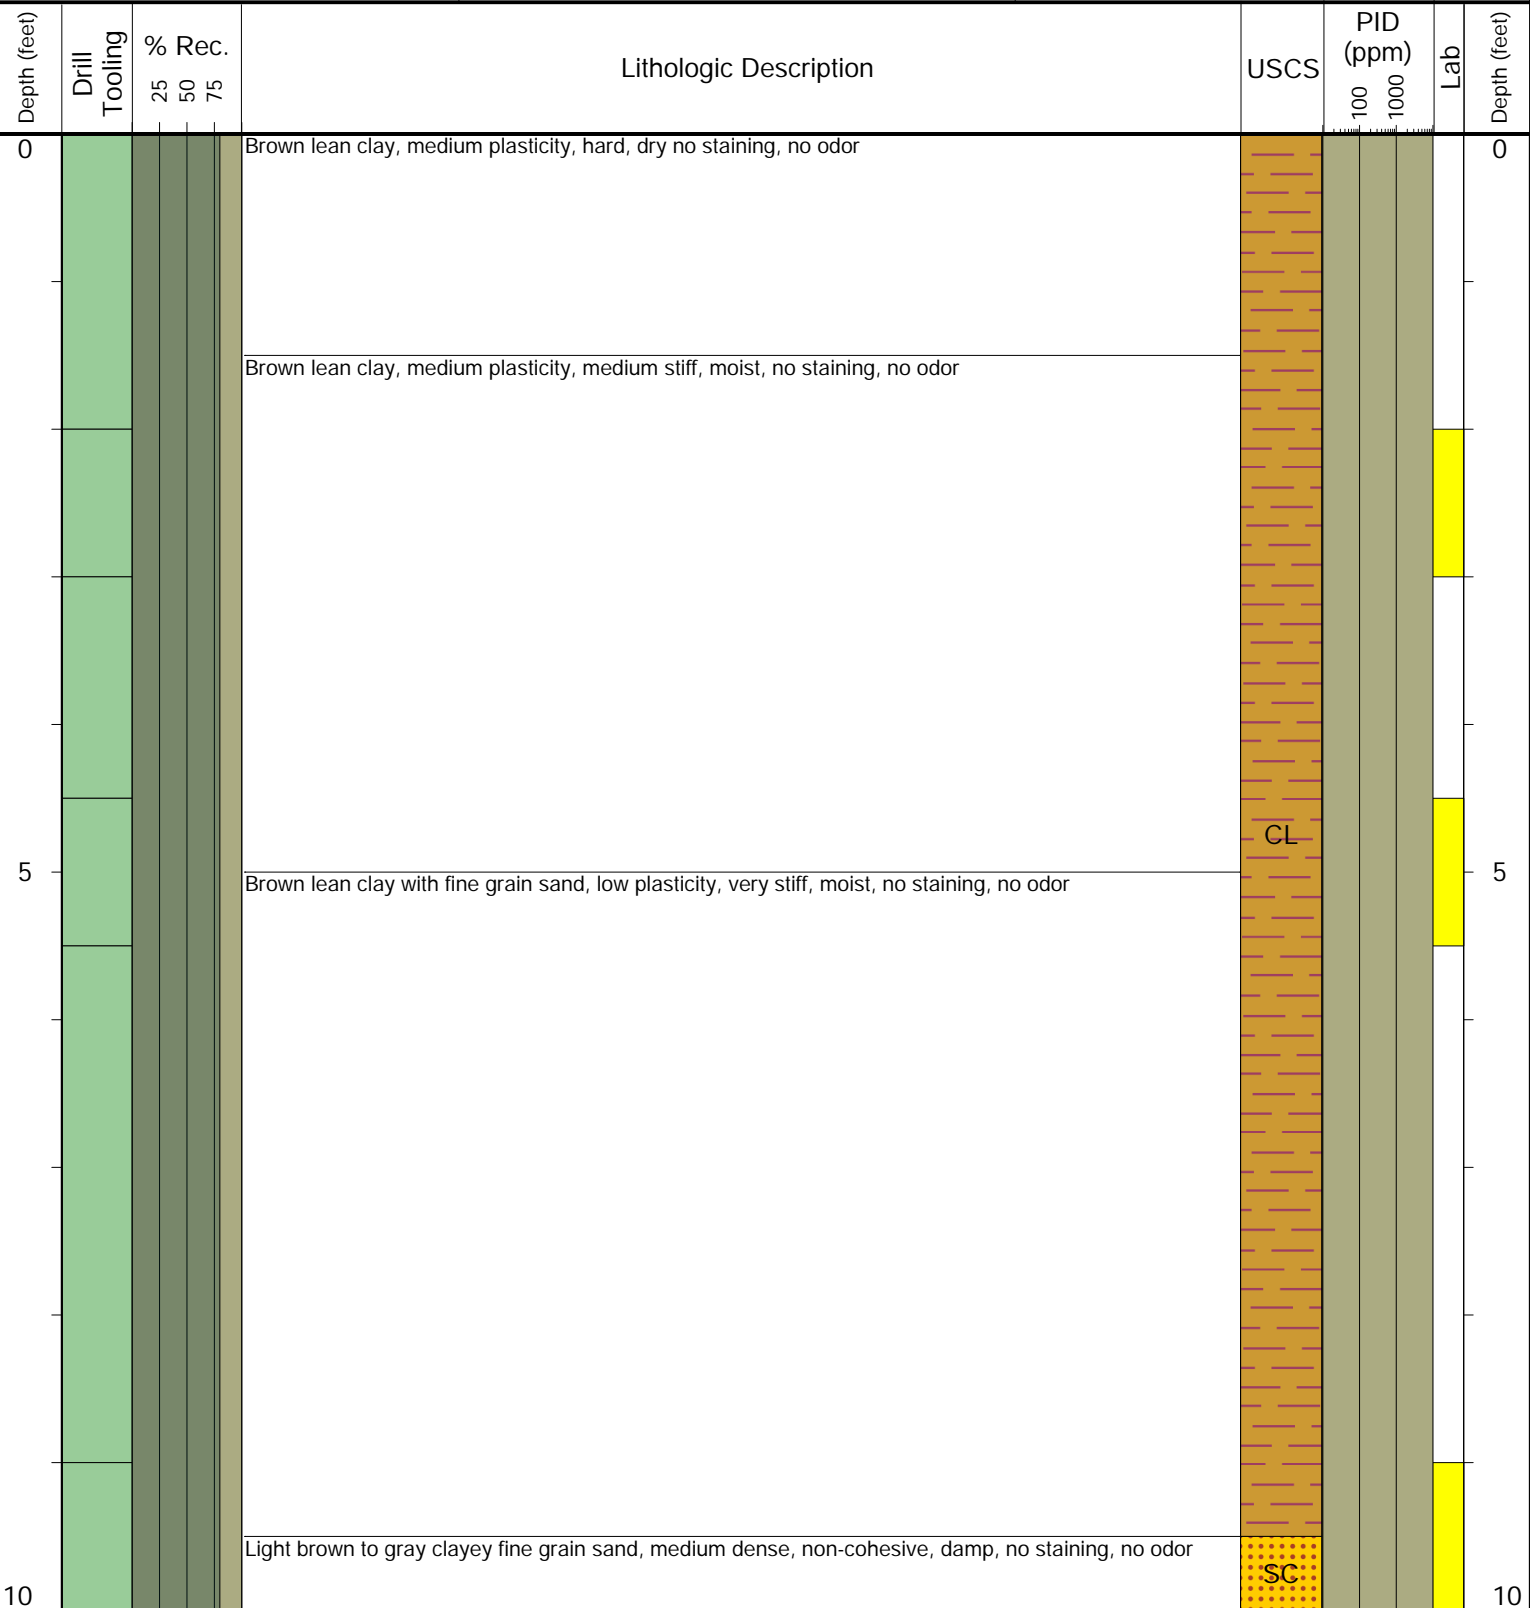 Depth (feet)
Drill
Tooling
% Rec.
25
50
75
Lithologic Description
USCS
PID
(ppm)
100
1000
Lab
Depth (feet)
0
Brown lean clay, medium plasticity, hard, dry no staining, no odor
0
Brown lean clay, medium plasticity, medium stiff, moist, no staining, no odor
CL
5
Brown lean clay with fine grain sand, low plasticity, very stiff, moist, no staining, no odor
5
Light brown to gray clayey fine grain sand, medium dense, non-cohesive, damp, no staining, no odor
SC
10
10